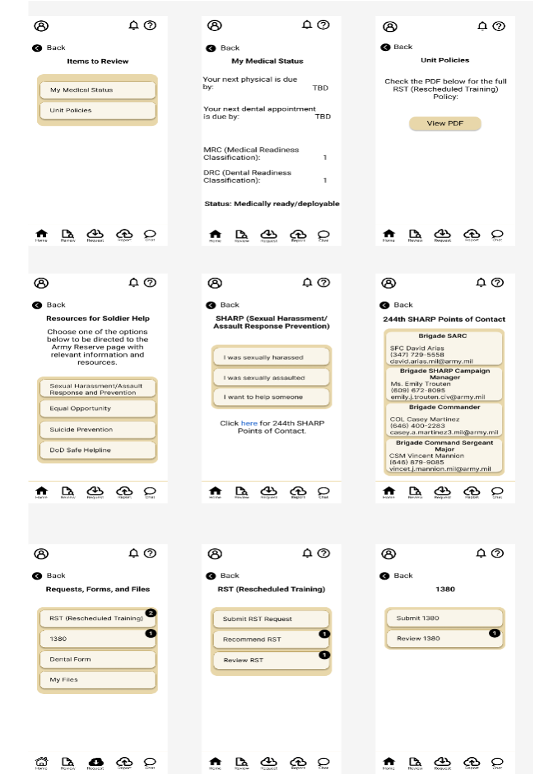 Back
Items to Review
My Medical Status
Unit Policies
Home
Review
Request
Report
Chat
Back
My Medical Status
Your next physical is due
by:
TBD
Your next dental appointment
is due by:
TBD
MRC (Medical Readiness
Classification):
1
DRC (Dental Readiness
Classification):
1
Status: Medically ready/deployable
Home
Review
Request
Report
Chat
Back
Unit Policies
Check the PDF below for the full
RST (Rescheduled Training)
Policy:
View PDF
Home
Review
Request
Report
Chat
Back
Resources for Soldier Help
Choose one of the options
below to be directed to the
Army Reserve page with
relevant information and
resources.
Sexual Harassment/Assault
Response and Prevention
Equal Opportunity
Suicide Prevention
DoD Safe Helpline
Home
Review
Request
Report
Chat
Back
SHARP (Sexual Harassment/
Assault Response Prevention)
I was sexually harassed
I was sexually assaulted
I want to help someone
Click here for 244th SHARP
Points of Contact.
Home
Review
Request
Report
Chat
Back
244th SHARP Points of Contact
Brigade SARC
SFC David Arias
(347) 729-5558
david.arias.mil@army.mil
Brigade SHARP Campaign
Manager
Ms. Emily Trouten
(609) 672-8095
emily.j.trouten.civ@army.mil
Brigade Commander
COL Casey Martinez
(646) 400-2283
casey.a.martinez3.mil@army.mil
Brigade Command Sergeant
Major
CSM Vincent Mannion
(646) 879-9085
vincet.j.mannion.mil@army.mil
Home
Review
Request
Report
Chat
Back
Requests, Forms, and Files
RST (Rescheduled Training)
2
1380
1
Dental Form
My Files
Home
Review
Request
Report
Chat
Back
RST (Rescheduled Training)
Submit RST Request
Recommend RST
1
Review RST
1
Home
Review
Request
Report
Chat
Back
1380
Submit 1380
Review 1380
1
Home
Review
Request
Report
Chat